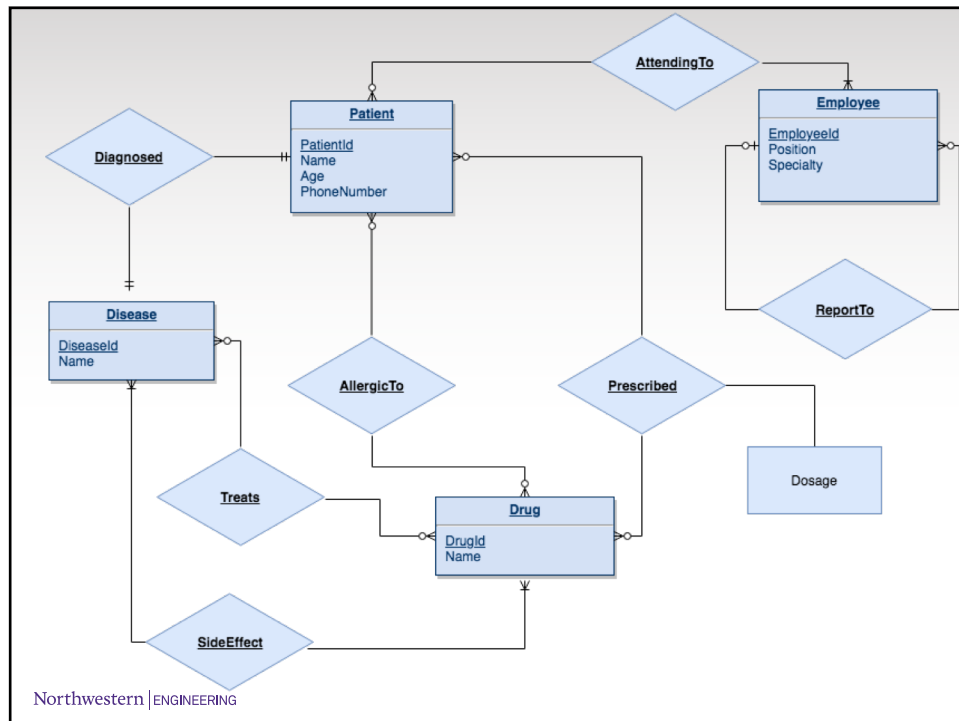 AttendingTo
Patient
PatientId
Name
Age
PhoneNumber
Employee
EmployeeId
Position
Specialty
Diagnosed
Disease
DiseaseId
Name
ReportTo
AllergicTo
Prescribed
Treats
Drug
DrugId
Name
Dosage
SideEffect
Northwestern | ENGINEERING